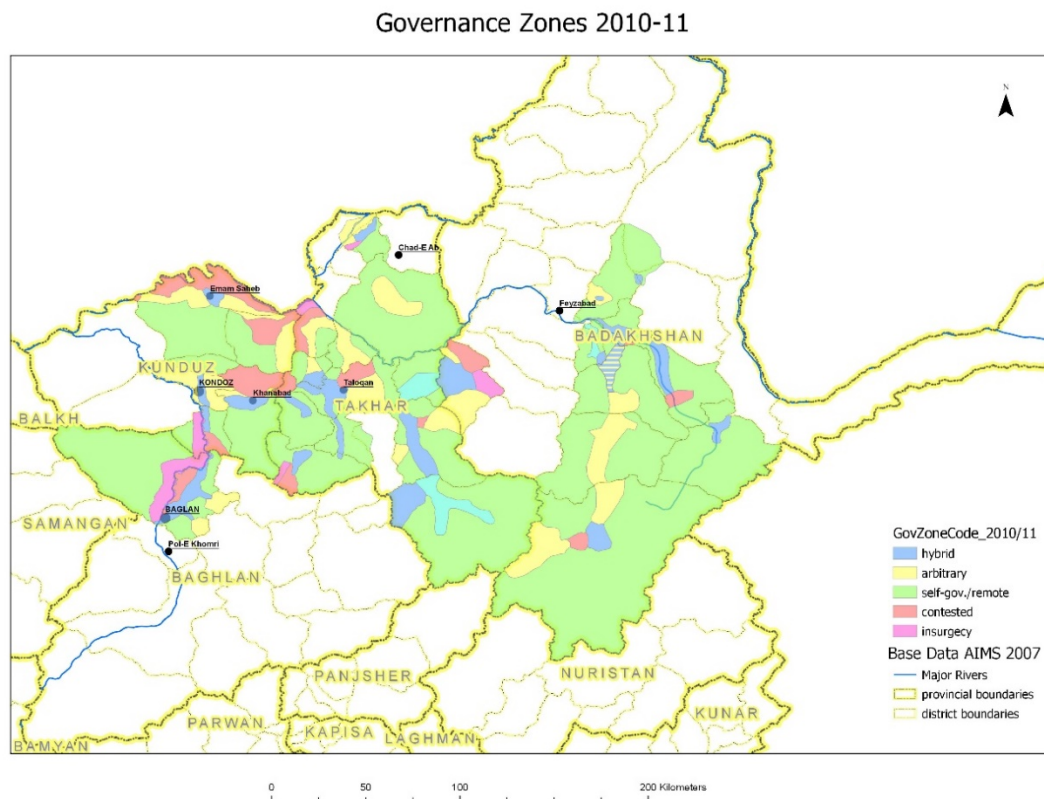 Governance Zones 2010-11
N
Chad-E Ab.
Emam Saheb
Feyzabad
BADAKHSHAN
KUNDUZ
KONDOZ
Khanabad
Taloqan
TAKHAR
BALKH
SAMANGAN
BAGLAN
Pol-E Khomri
BAGHLAN
PANJSHER
NURISTAN
PARWAN
KAPISA
LAGHMAN
KUNAR
BAMYAN
GovZoneCode_2010/11
hybrid
arbitrary
self-gov./remote
contested
insurgecy
Base Data AIMS 2007
Major Rivers
provincial boundaries
district boundaries
0 50 100 200 Kilometers